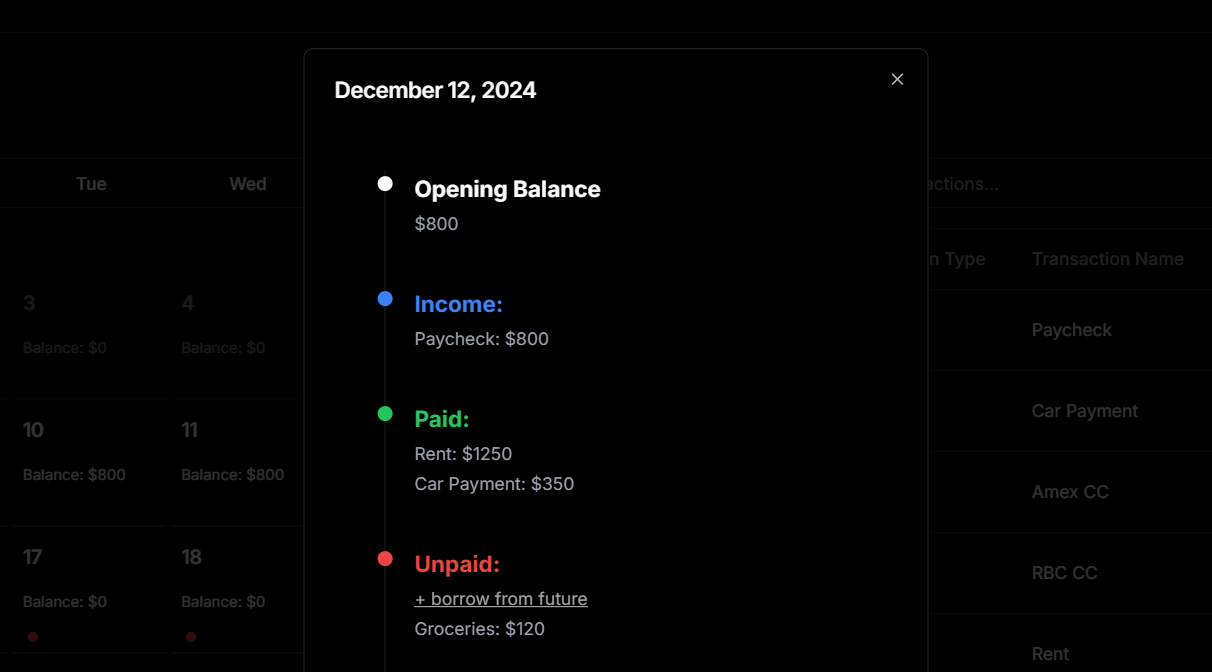 December 12, 2024
Tue
Wed
actions...
Opening Balance
$800
n Type
Transaction Name
3
4
Income:
Balance: $0
Balance: $0
Paycheck: $800
Paycheck
Paid:
Car Payment
10
11
Rent: $1250
Balance: $800
Balance: $800
Car Payment: $350
Amex CC
17
18
Unpaid:
RBC CC
Balance: $0
Balance: $0
+ borrow from future
Groceries: $120
Rent